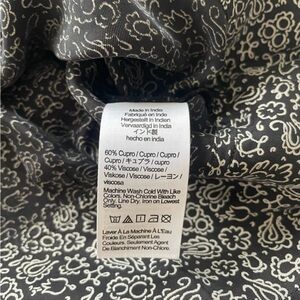 Made in India
Fabriqué en Inde
Hergestellt in Indien
Vervaardigd in India
インド製
hecho en india
60% Cupro / Cupro / Cupro /
Cupro / キュプラ / cupro
40% Viscose / Viscose /
Viskose / Viscose / レーヨン /
viscosa
Machine Wash Cold With Like
Colors. Non-Chlorine Bleach
Only. Line Dry. Iron on Lowest
Setting.
Laver À La Machine À L'Eau
Froide En Séparant Les
Couleurs. Seulement Agent
De Blanchiment Non-Chlore.